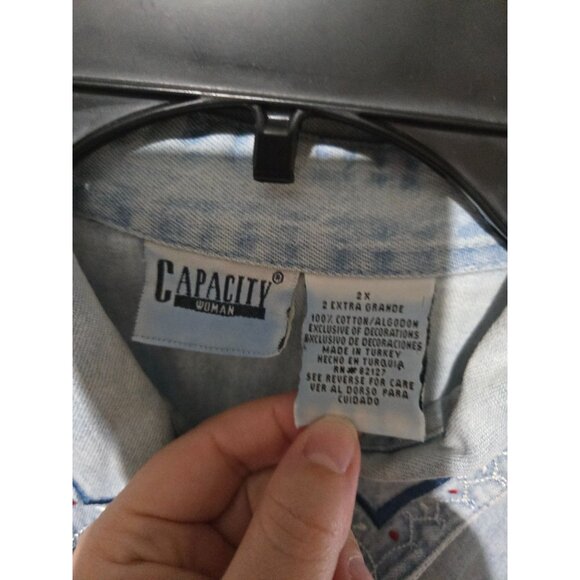 CAPACITY®
WOMAN
2X
2 EXTRA GRANDE
100% COTTON/ALGODON
EXCLUSIVE OF DECORATIONS
EXCLUSIVO DE DECORACIONES
MADE IN TURKEY
HECHO EN TURQUIA
RN# 82127
SEE REVERSE FOR CARE
VER AL DORSO PARA
CUIDADO